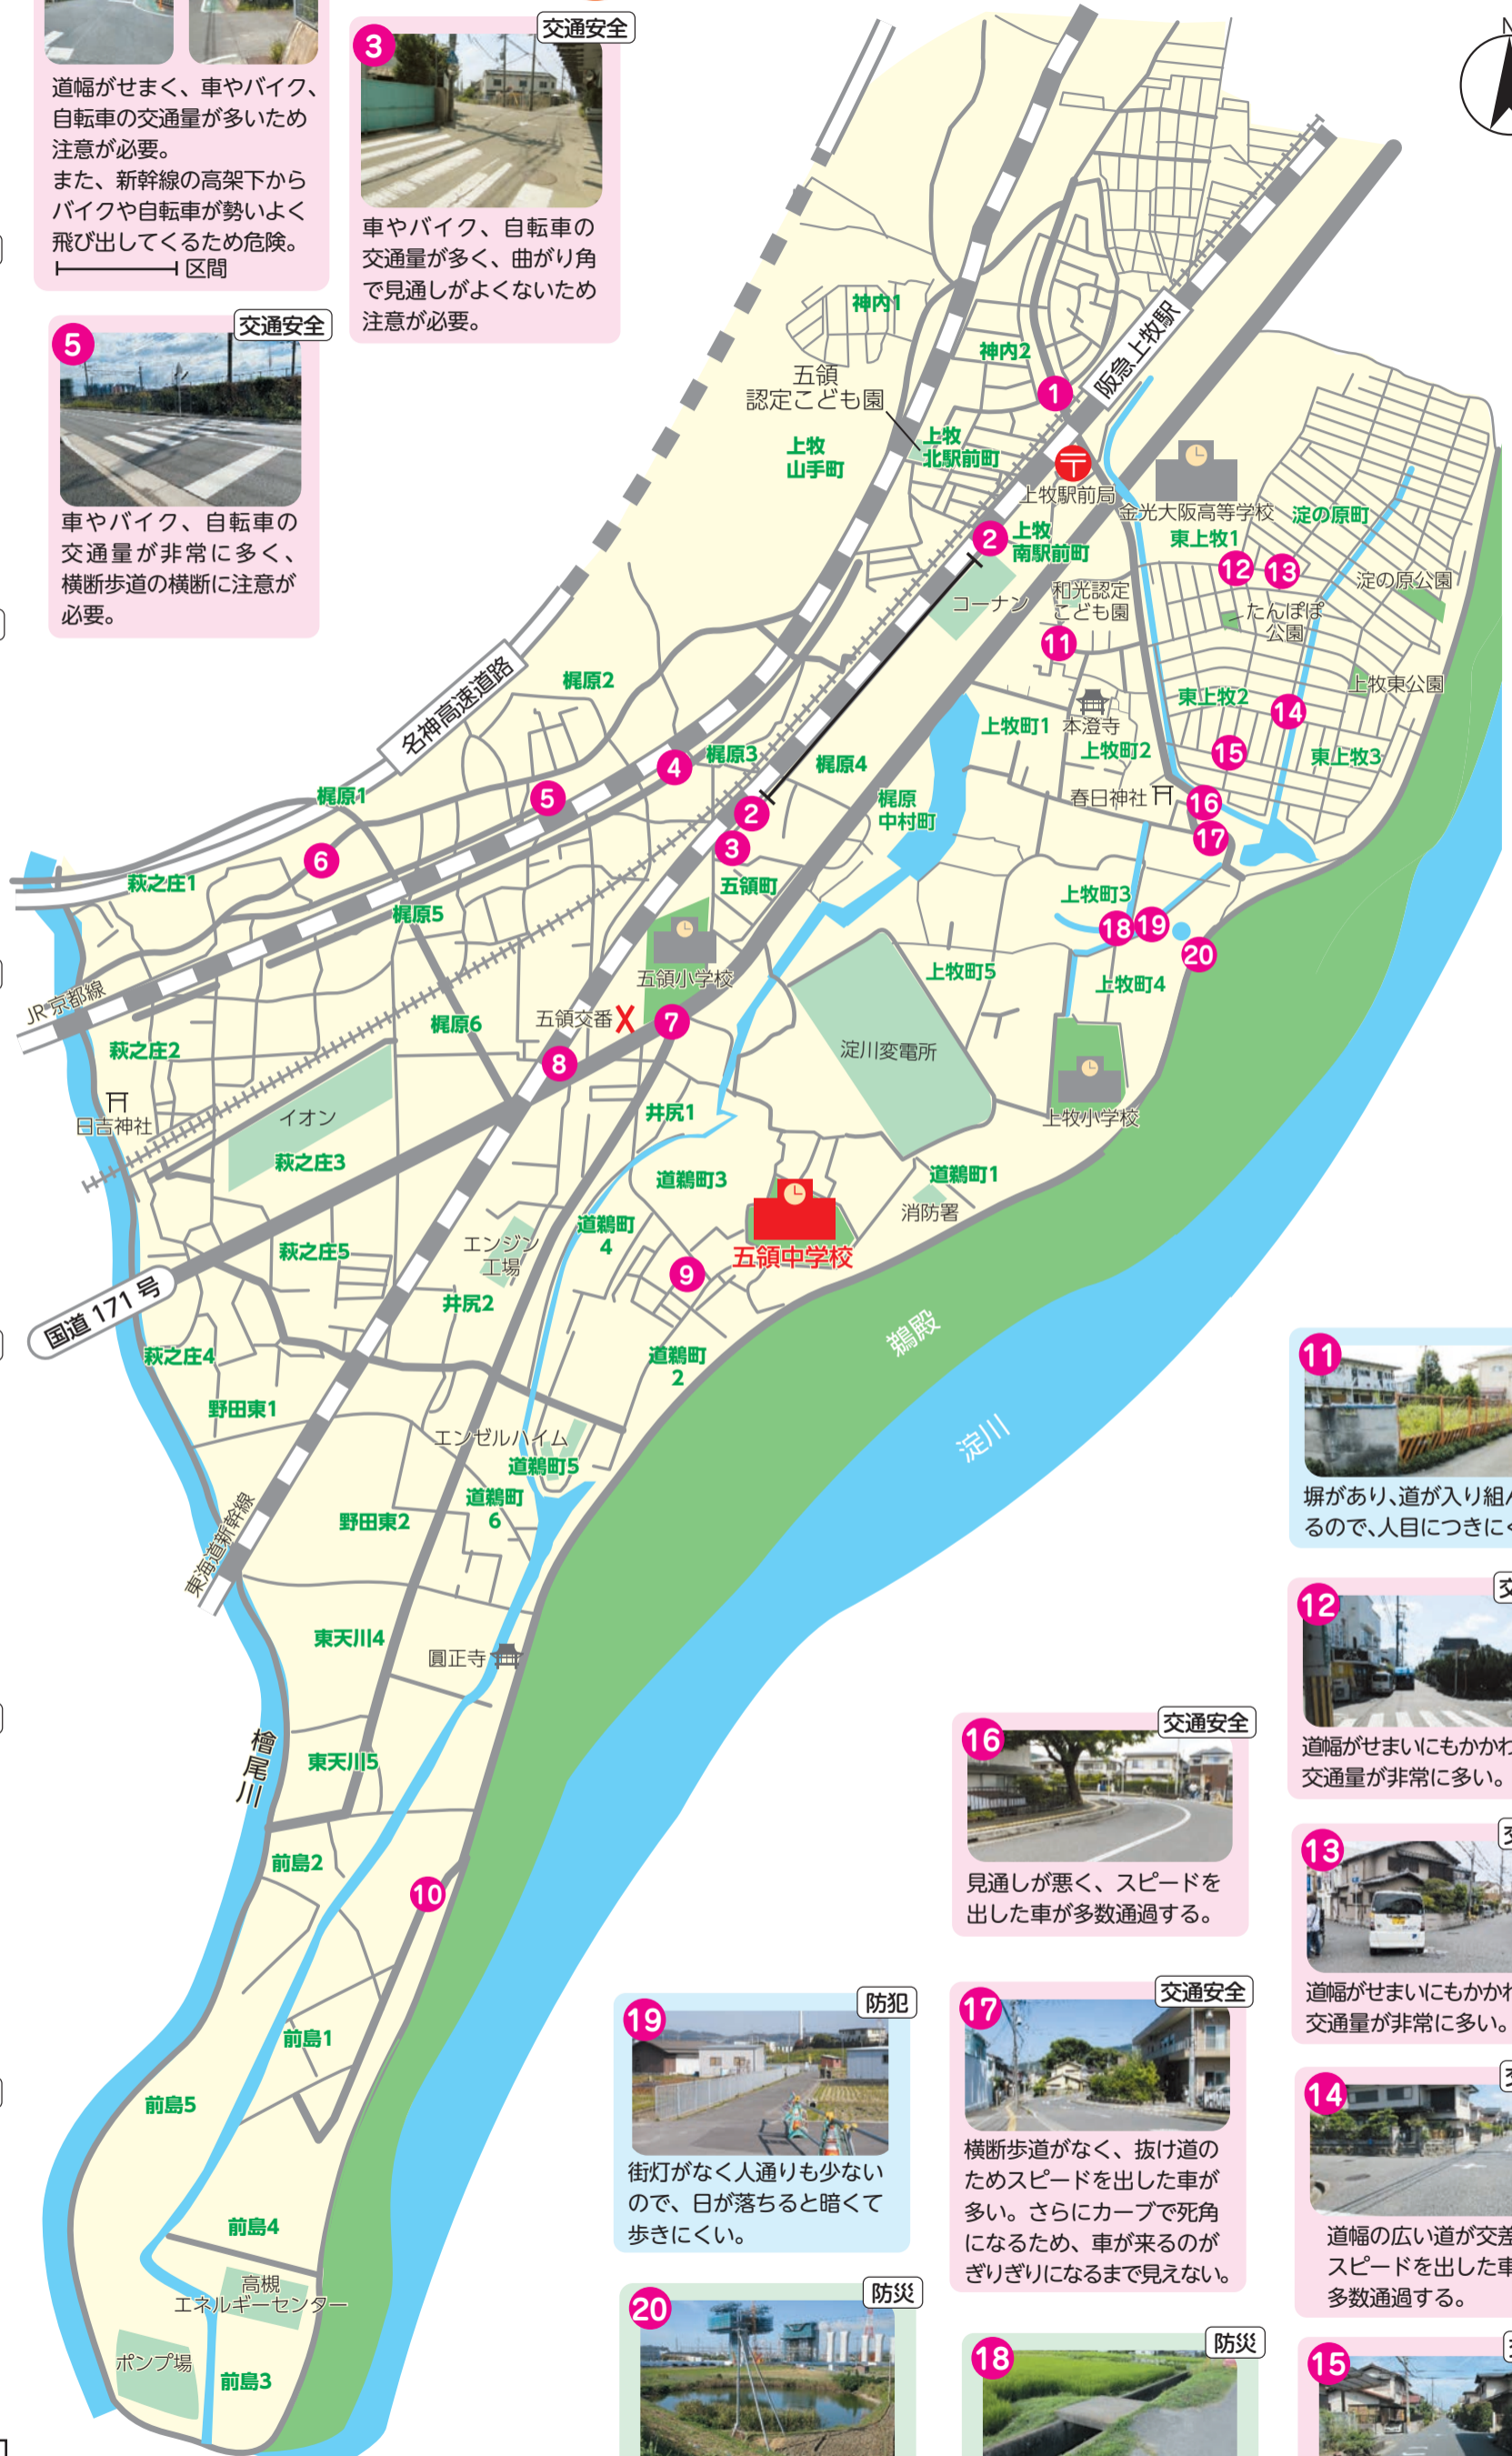 道幅がせまく、車やバイク、
自転車の交通量が多いため
注意が必要。
また、新幹線の高架下から
バイクや自転車が勢いよく
飛び出してくるため危険。
区間
3
交通安全
車やバイク、自転車の
交通量が多く、曲がり角
で見通しがよくないため
注意が必要。
5
交通安全
車やバイク、自転車の
交通量が非常に多く、
横断歩道の横断に注意が
必要。
N
神内1
神内2
阪急上牧駅
1
五領
認定こども園
上牧
山手町
上牧
北駅前町
上牧駅前局
金光大阪高等学校
淀の原町
2
上牧
南駅前町
東上牧1
12
13
淀の原公園
コーナン
和光認定
こども園
たんぽぽ
公園
11
名神高速道路
梶原2
上牧東公園
東上牧2
14
上牧町1
本澄寺
上牧町2
15
東上牧3
4
梶原3
梶原4
梶原1
5
2
梶原
中村町
春日神社
16
17
3
6
萩之庄1
五領町
上牧町3
梶原5
18
19
20
五領小学校
上牧町5
上牧町4
JR京都線
梶原6
五領交番
7
8
萩之庄2
淀川変電所
日吉神社
イオン
井尻1
上牧小学校
萩之庄3
道鵜町3
道鵜町1
消防署
道鵜町
4
五領中学校
萩之庄5
エンジン
工場
9
国道171号
井尻2
鵜殿
萩之庄4
道鵜町
2
野田東1
淀川
エンゼルハイム
道鵜町5
道鵜町
6
野田東2
東海道新幹線
東天川4
圓正寺
檜尾川
東天川5
前島2
10
前島1
前島5
前島4
高槻
エネルギーセンター
ポンプ場
前島3
11
塀があり、道が入り組ん
るので、人目につきにく
12
道幅がせまいにもかかわ
交通量が非常に多い。
13
道幅がせまいにもかかわ
交通量が非常に多い。
14
道幅の広い道が交差
スピードを出した車
多数通過する。
15
16
交通安全
見通しが悪く、スピードを
出した車が多数通過する。
17
交通安全
横断歩道がなく、抜け道の
ためスピードを出した車が
多い。さらにカーブで死角
になるため、車が来るのが
ぎりぎりになるまで見えない。
18
防災
19
防犯
街灯がなく人通りも少ない
ので、日が落ちると暗くて
歩きにくい。
20
防災